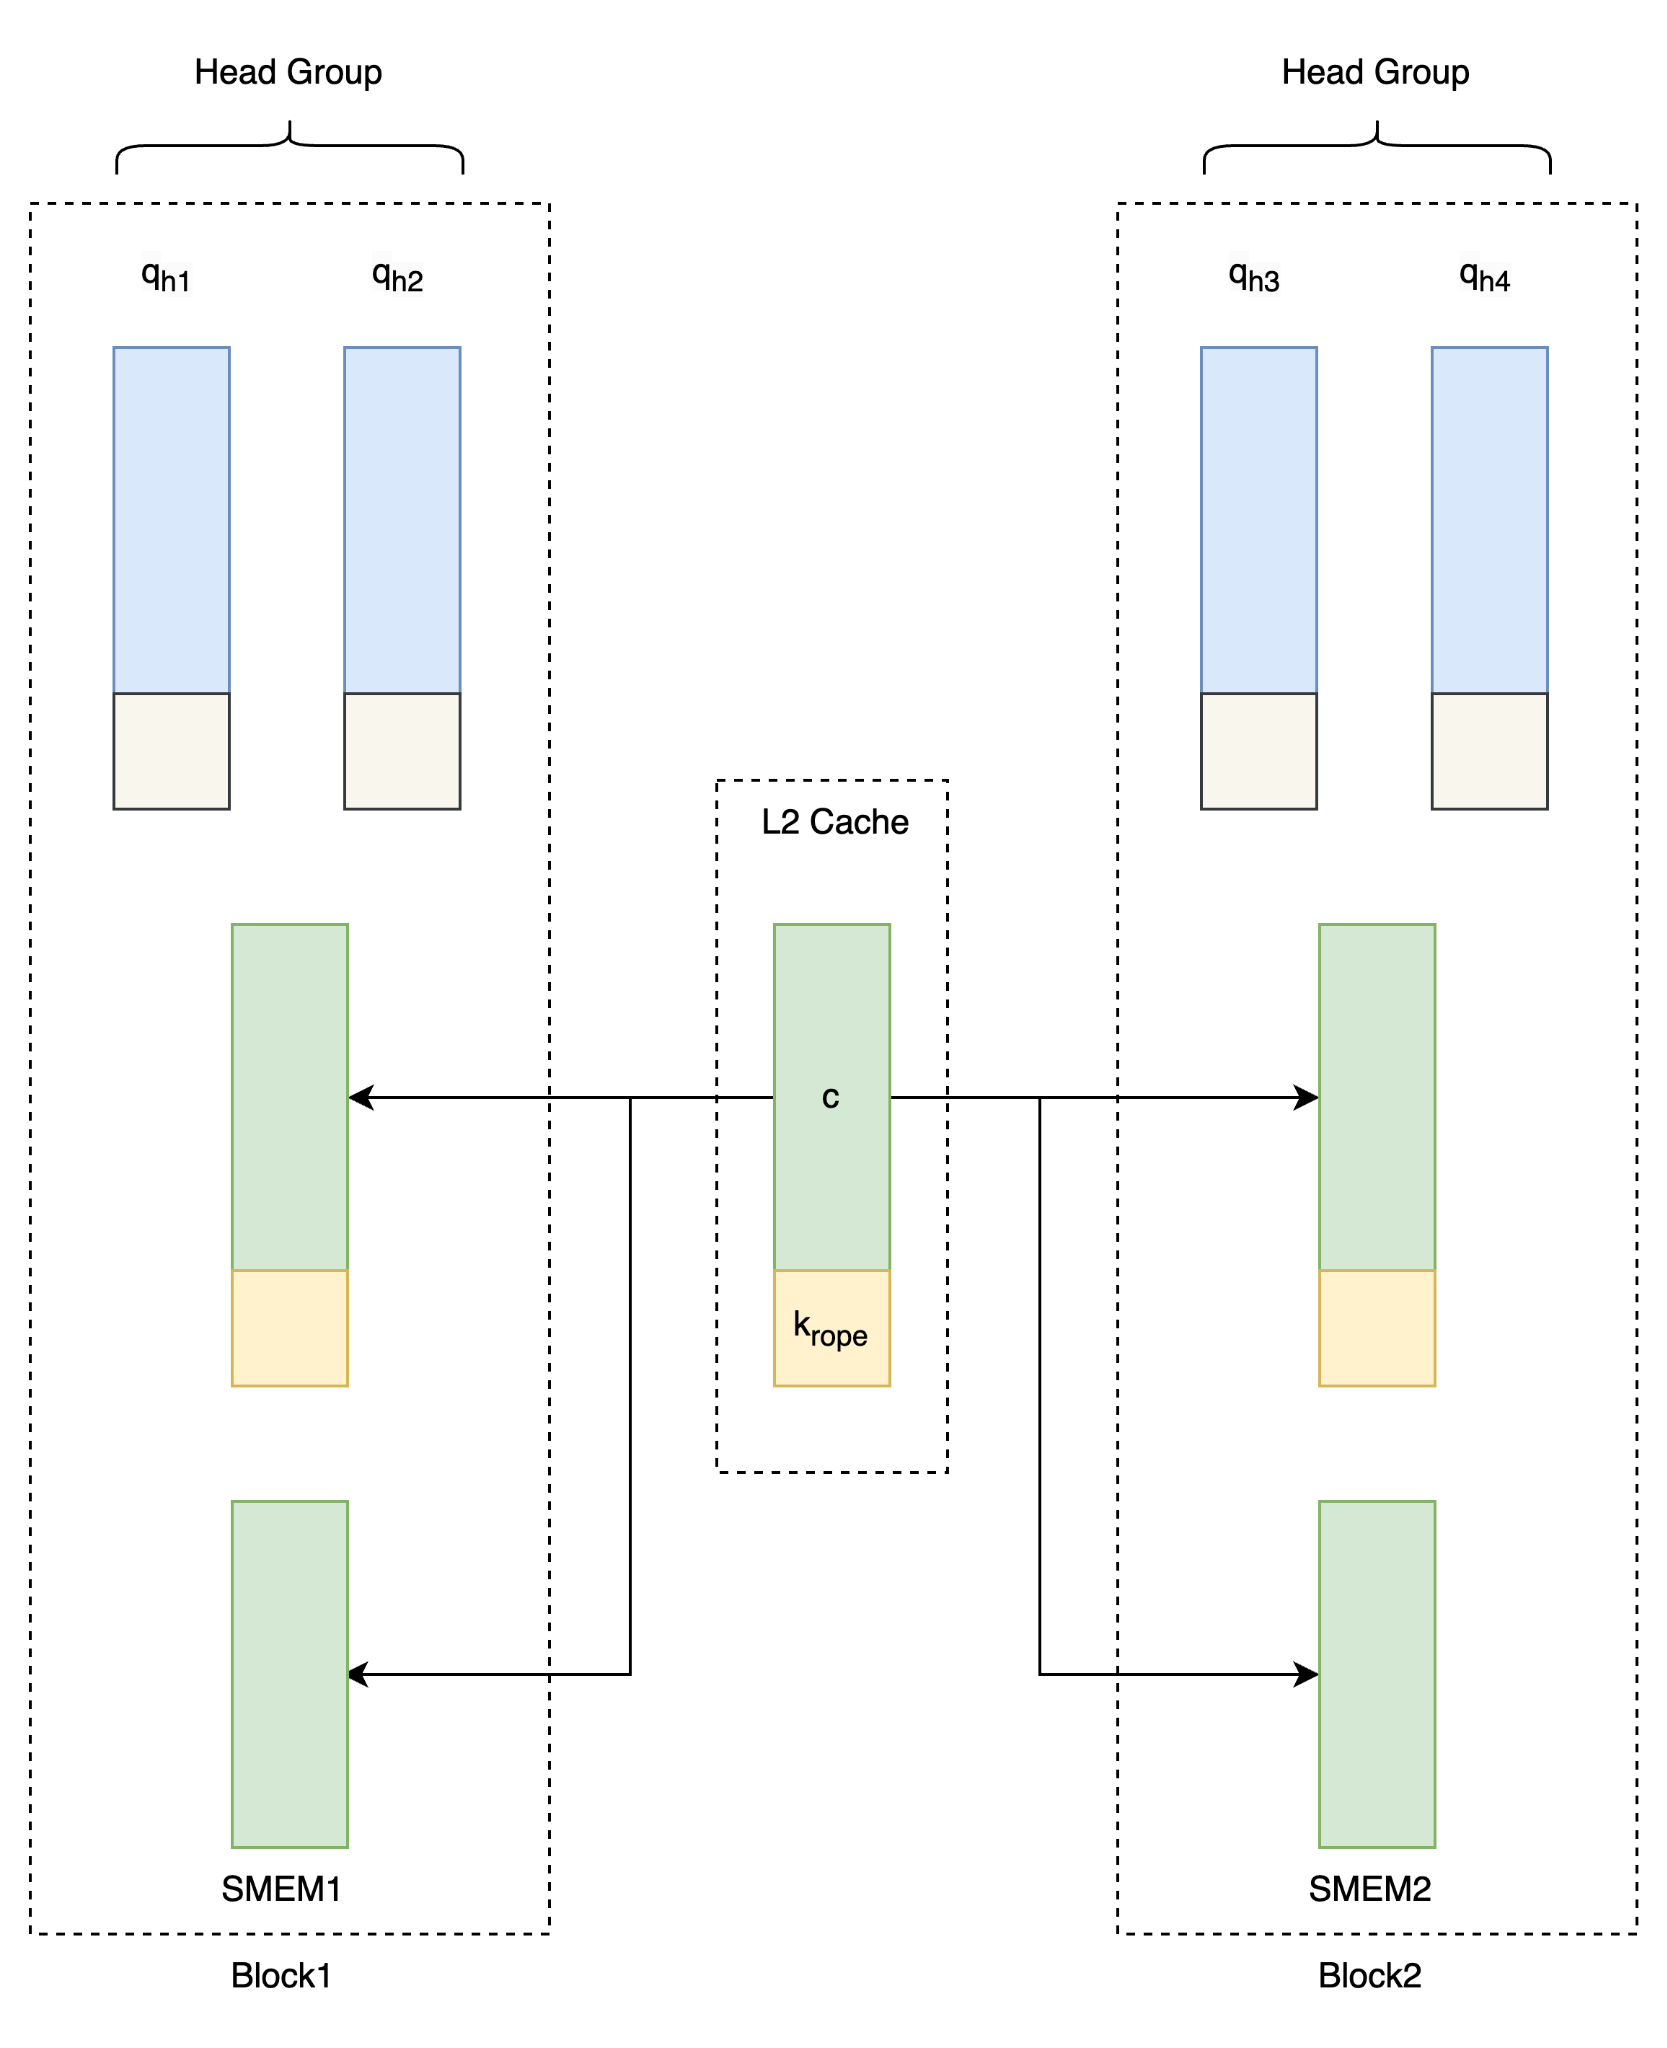 Head Group
Head Group
qh1
qh2
qh3
qh4
L2 Cache
c
krope
SMEM1
SMEM2
Block1
Block2